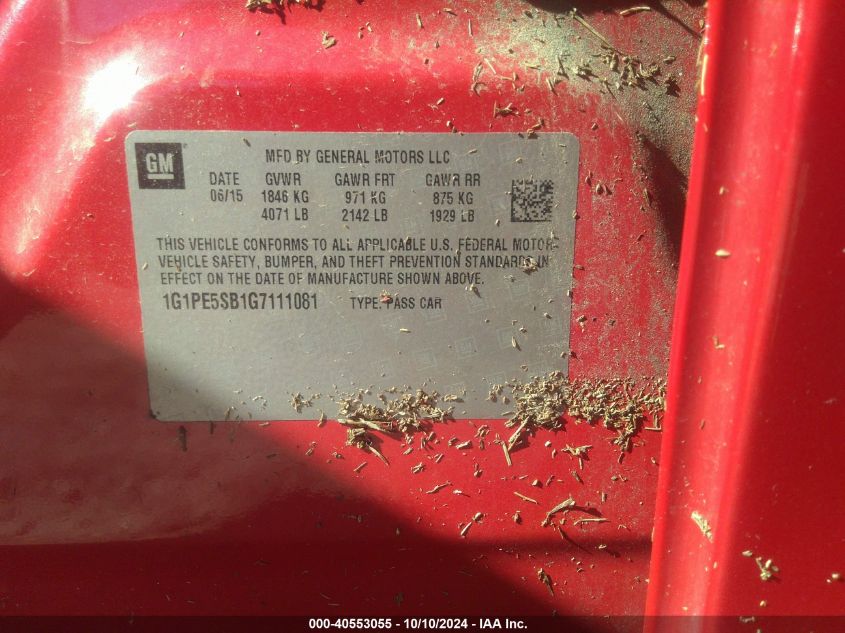 GM
MFD BY GENERAL MOTORS LLC
DATE GVWR GAWR FRT GAWR RR
06/15 1846 KG 971 KG 875 KG
4071 LB 2142 LB 1929 LB
THIS VEHICLE CONFORMS TO ALL APPLICABLE U.S. FEDERAL MOTOR
VEHICLE SAFETY, BUMPER, AND THEFT PREVENTION STANDARDS IN
EFFECT ON THE DATE OF MANUFACTURE SHOWN ABOVE.
1G1PE5SB1G7111081 TYPE: PASS CAR
000-40553055 - 10/10/2024 - IAA Inc.